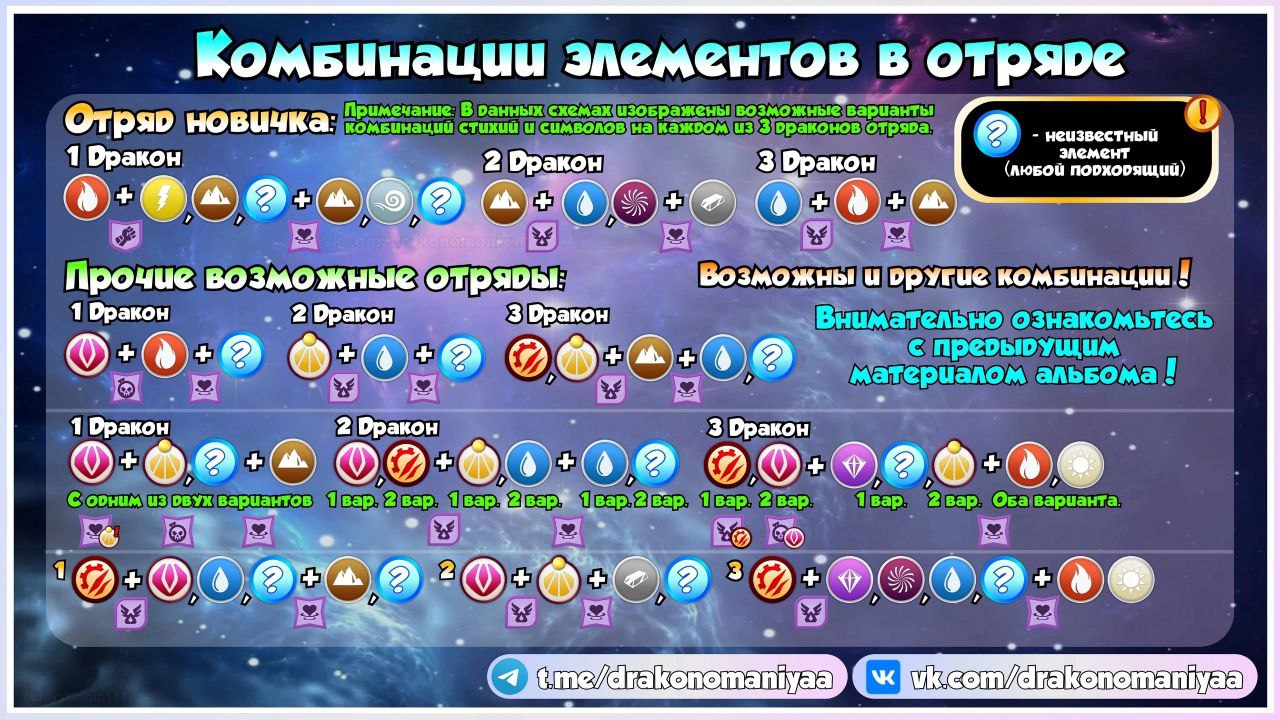 Комбинации элементов в отряде
Отряд новичка:
Примечание: В данных схемах изображены возможные варианты
комбинаций стихий и символов на каждом из 3 драконов отряда.
- неизвестный
элемент
(любой подходящий)
1 Дракон
2 Дракон
3 Дракон
vk.com/drakonomaniyaa
Прочие возможные отряды:
Возможны и другие комбинации!
1 Дракон
2 Дракон
3 Дракон
Внимательно ознакомьтесь
с предыдущим
материалом альбома!
1 Дракон
2 Дракон
3 Дракон
С одним из двух вариантов 1 вар. 2 вар. 1 вар. 2 вар. 1 вар. 2 вар. 1 вар. 2 вар. 1 вар. 2 вар. Оба варианта.
1
2
3
t.me/drakonomaniyaa
vk.com/drakonomaniyaa